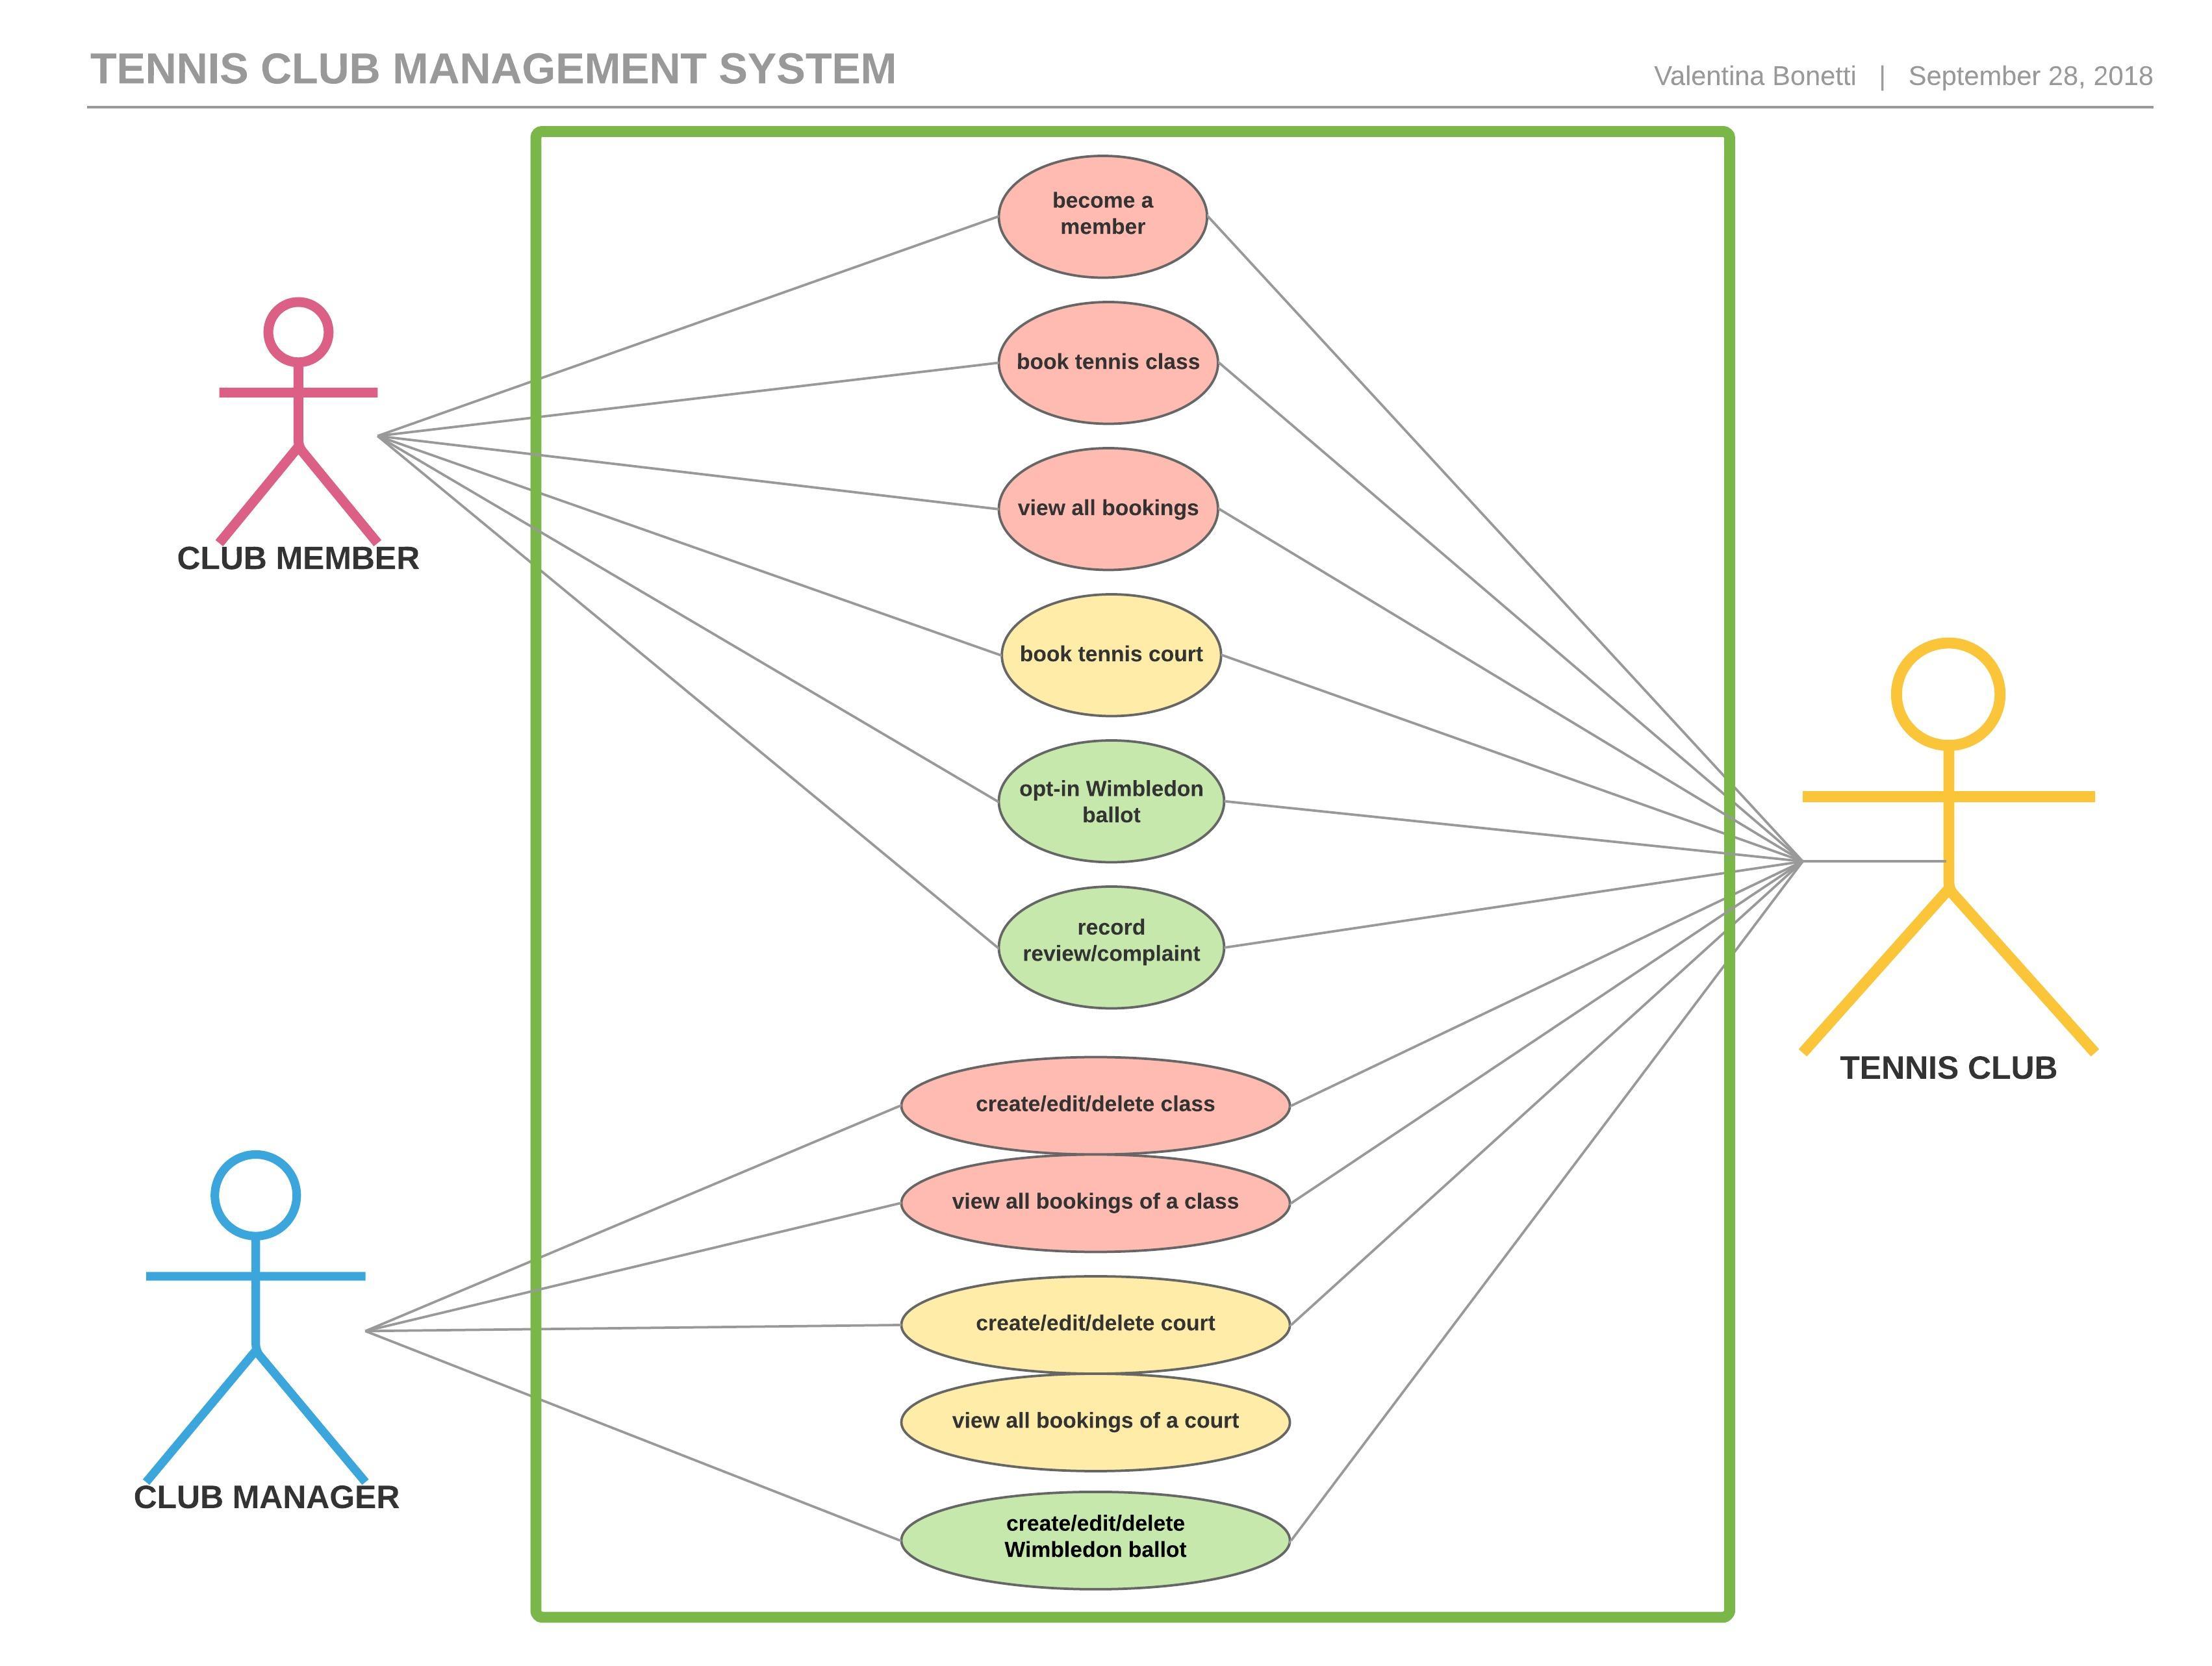 TENNIS CLUB MANAGEMENT SYSTEM
Valentina Bonetti | September 28, 2018
become a
member
book tennis class
view all bookings
CLUB MEMBER
book tennis court
opt-in Wimbledon
ballot
record
review/complaint
TENNIS CLUB
create/edit/delete class
view all bookings of a class
create/edit/delete court
view all bookings of a court
CLUB MANAGER
create/edit/delete
Wimbledon ballot